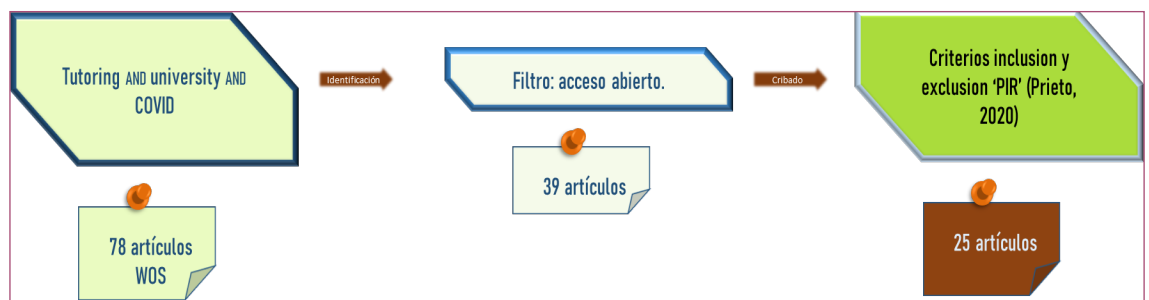 Tutoring AND university AND
COVID
Identificación
Filtro: acceso abierto.
Cribado
Criterios inclusion y
exclusion ‘PIR’ (Prieto,
2020)
78 artículos
WOS
39 artículos
25 artículos